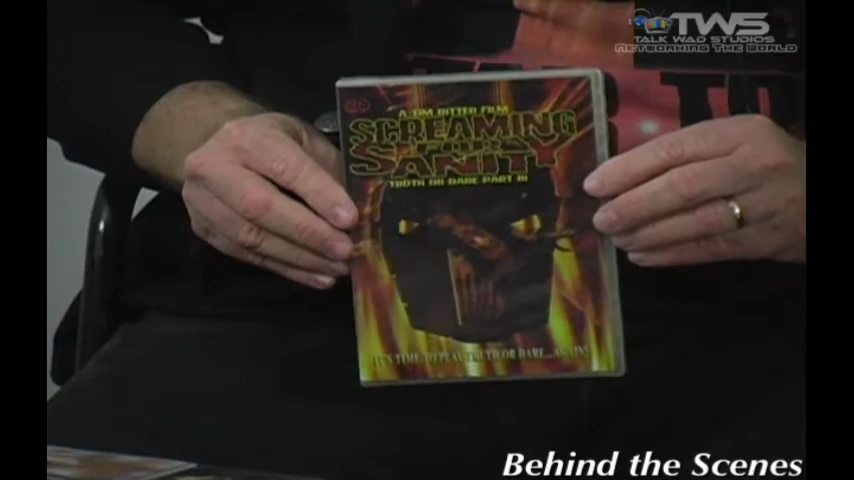 TWS
TALK WAD STUDIOS
NETWORKING THE WORLD
A TIM RITTER FILM
SCREAMING
FOR
SANITY
TRUTH OR DARE PART III
IT'S TIME TO PLAY TRUTH OR DARE...AGAIN!
Behind the Scenes